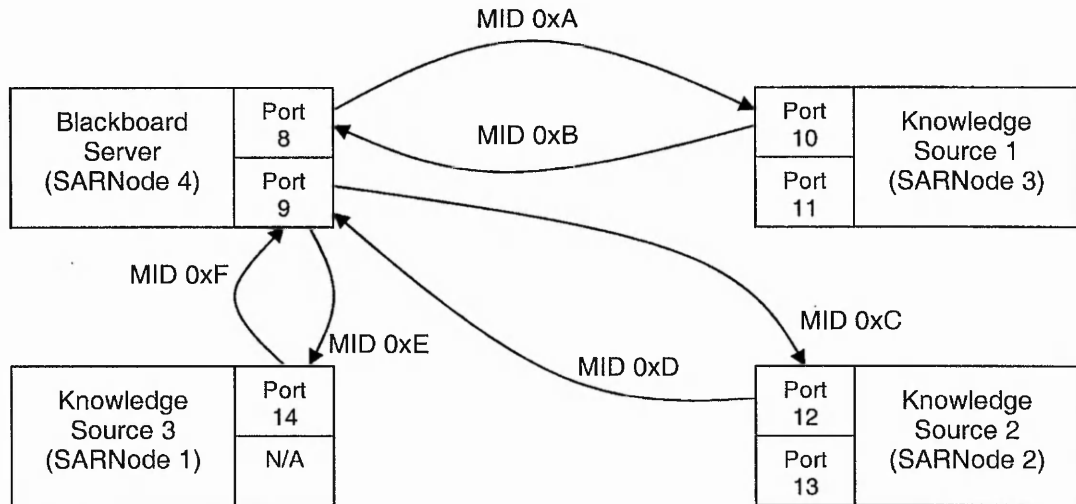 MID 0xA
Blackboard
Server
(SARNode 4)
Port
8
Port
9
MID 0xB
Port
10
Port
11
Knowledge
Source 1
(SARNode 3)
MID 0xF
MID 0xE
MID 0xC
MID 0xD
Knowledge
Source 3
(SARNode 1)
Port
14
N/A
Port
12
Port
13
Knowledge
Source 2
(SARNode 2)